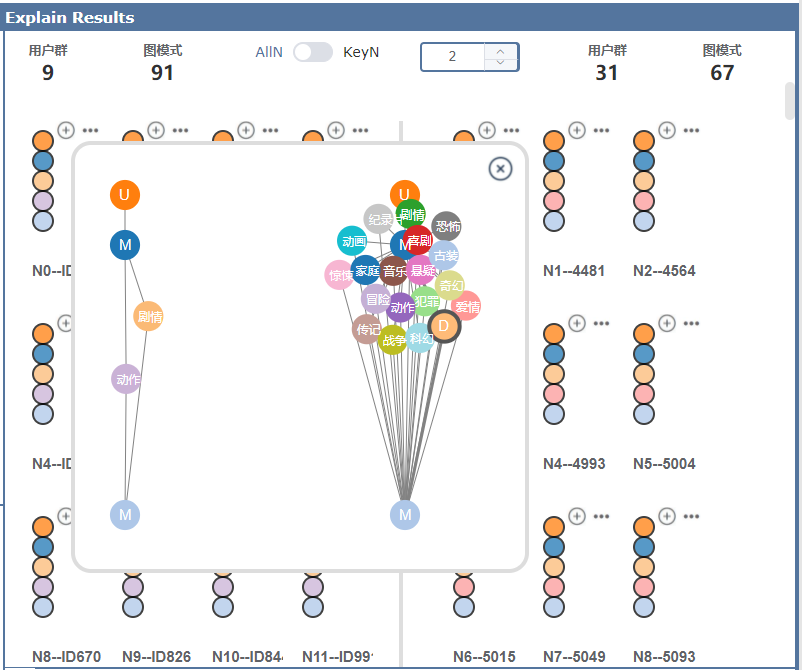 Explain Results
用户群 图模式 AllN KeyN 2 用户群 图模式
9 91 31 67
U
M
剧情
动作
M
U
剧情
纪录
恐怖
动画
M
喜剧
古装
惊悚
家庭
音乐
悬疑
奇幻
冒险
动作
犯罪
爱情
传记
战争
科幻
D
M
N0--ID
N1--4481
N2--4564
N4--ID
N4--4993
N5--5004
N8--ID670
N9--ID826
N10--ID84
N11--ID99
N6--5015
N7--5049
N8--5093